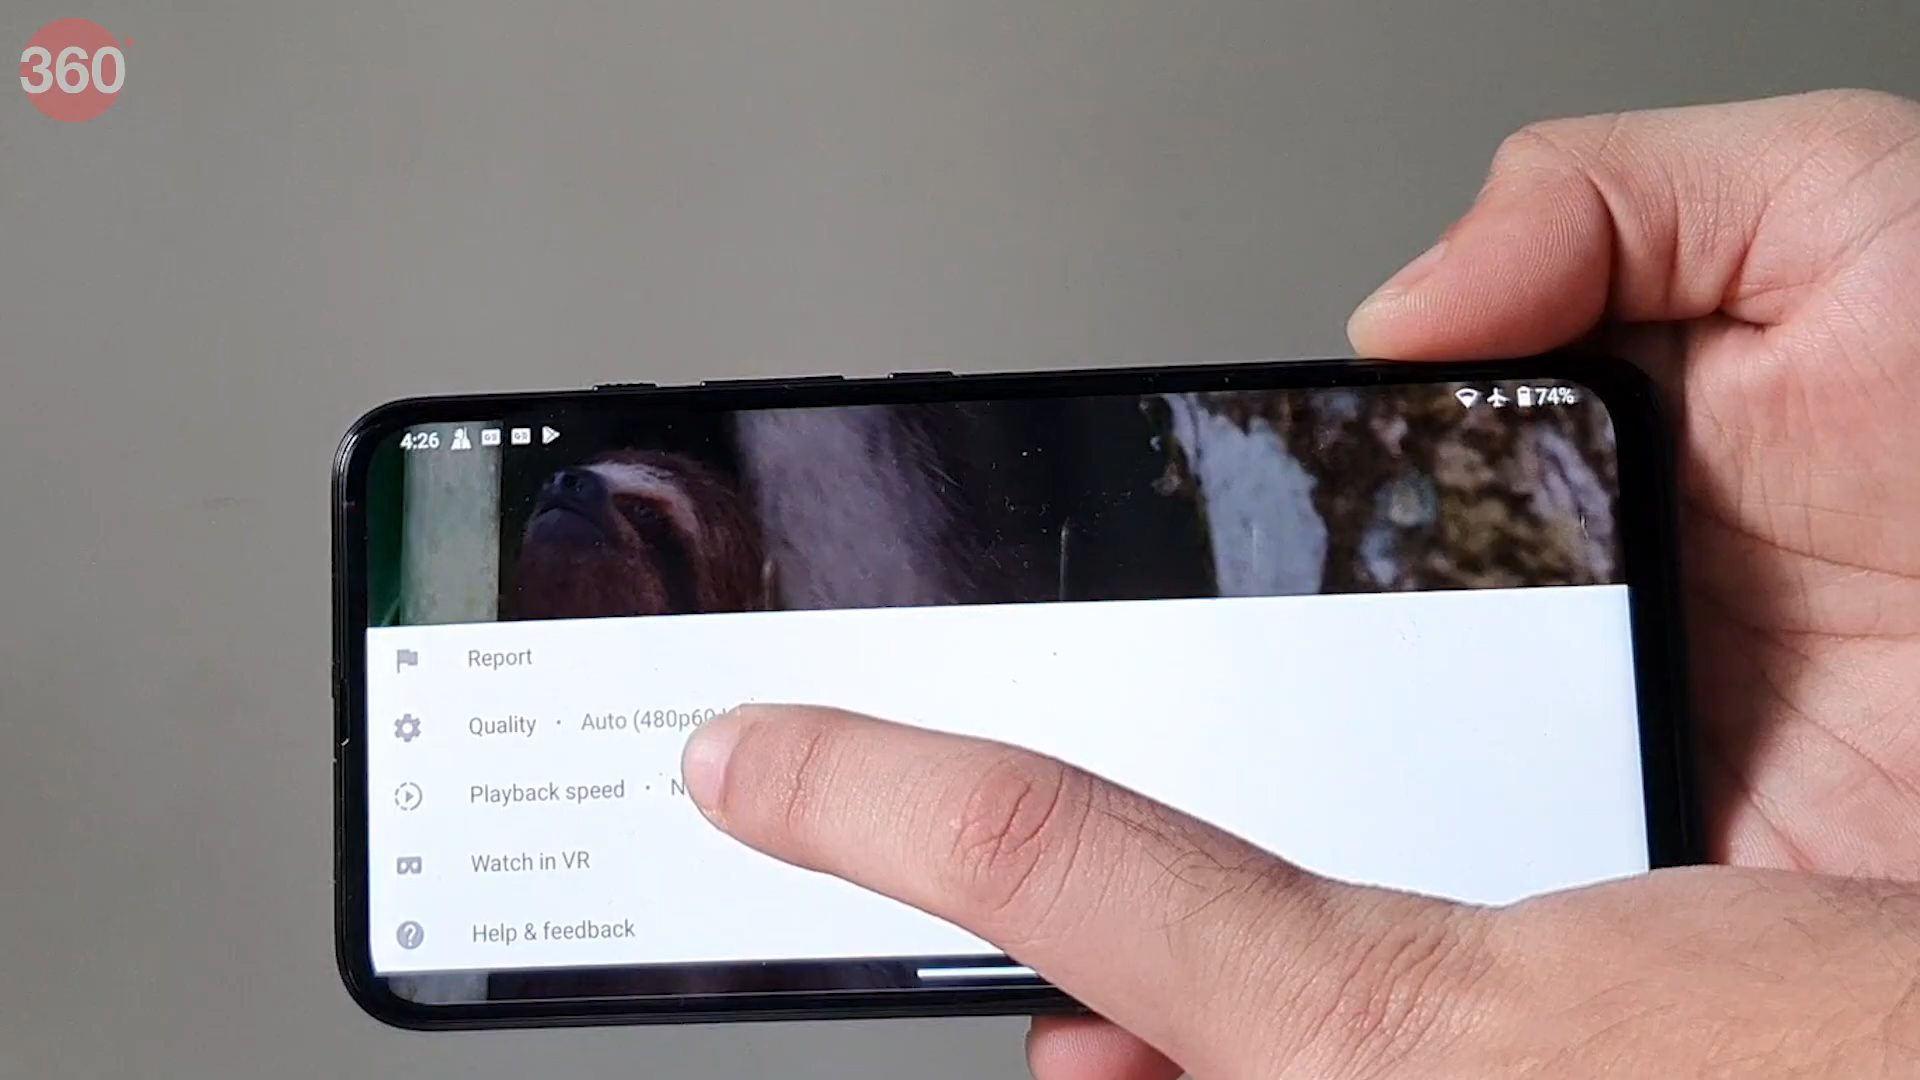 360
4:26
74%
Report
Quality · Auto (480p60
Playback speed · N
Watch in VR
Help & feedback